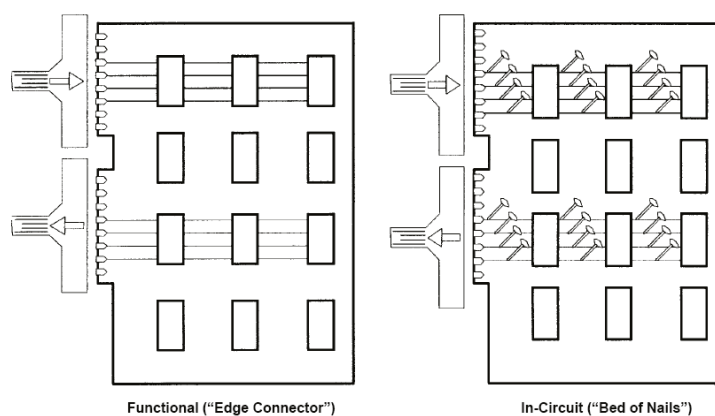 Functional ("Edge Connector")
In-Circuit ("Bed of Nails")